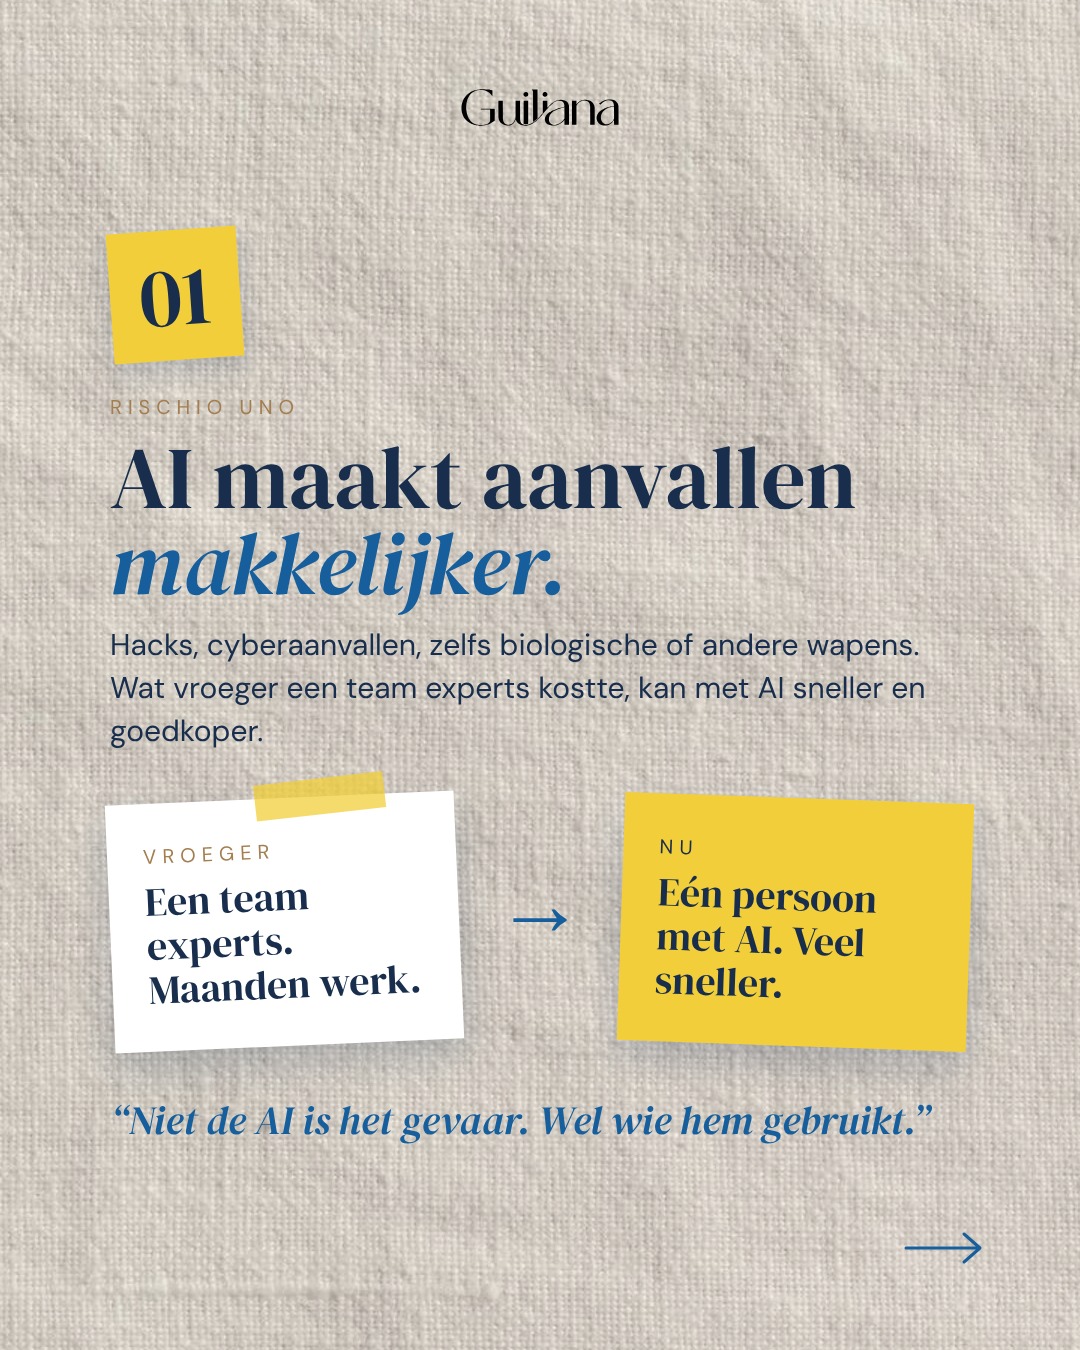 Guiliana
01
RISCHIO UNO
AI maakt aanvallen
makkelijker.
Hacks, cyberaanvallen, zelfs biologische of andere wapens.
Wat vroeger een team experts kostte, kan met AI sneller en
goedkoper.
VROEGER
Een team
experts.
Maanden werk.
→
NU
Eén persoon
met AI. Veel
sneller.
“Niet de AI is het gevaar. Wel wie hem gebruikt.”